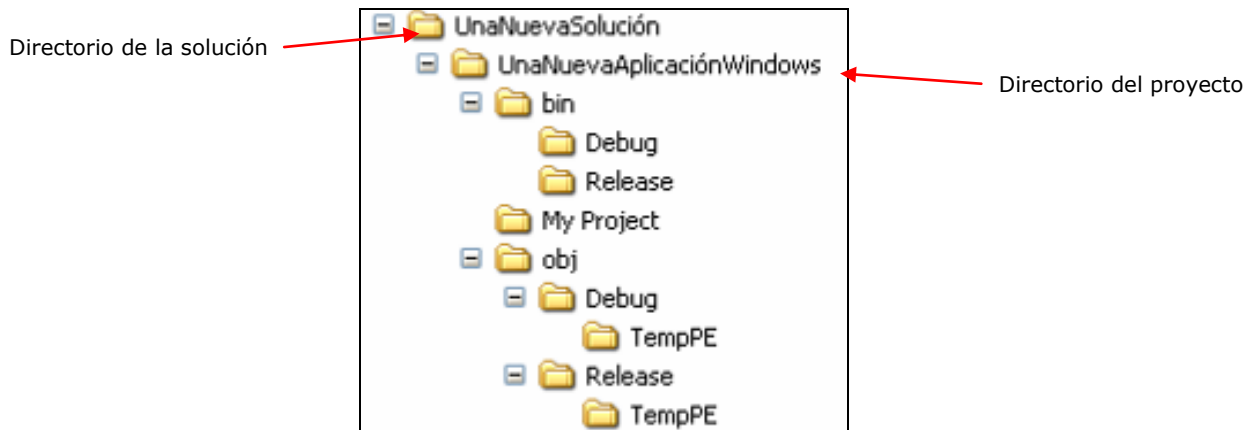 UnaNuevaSolución
Directorio de la solución
UnaNuevaAplicaciónWindows
Directorio del proyecto
bin
Debug
Release
My Project
obj
Debug
TempPE
Release
TempPE